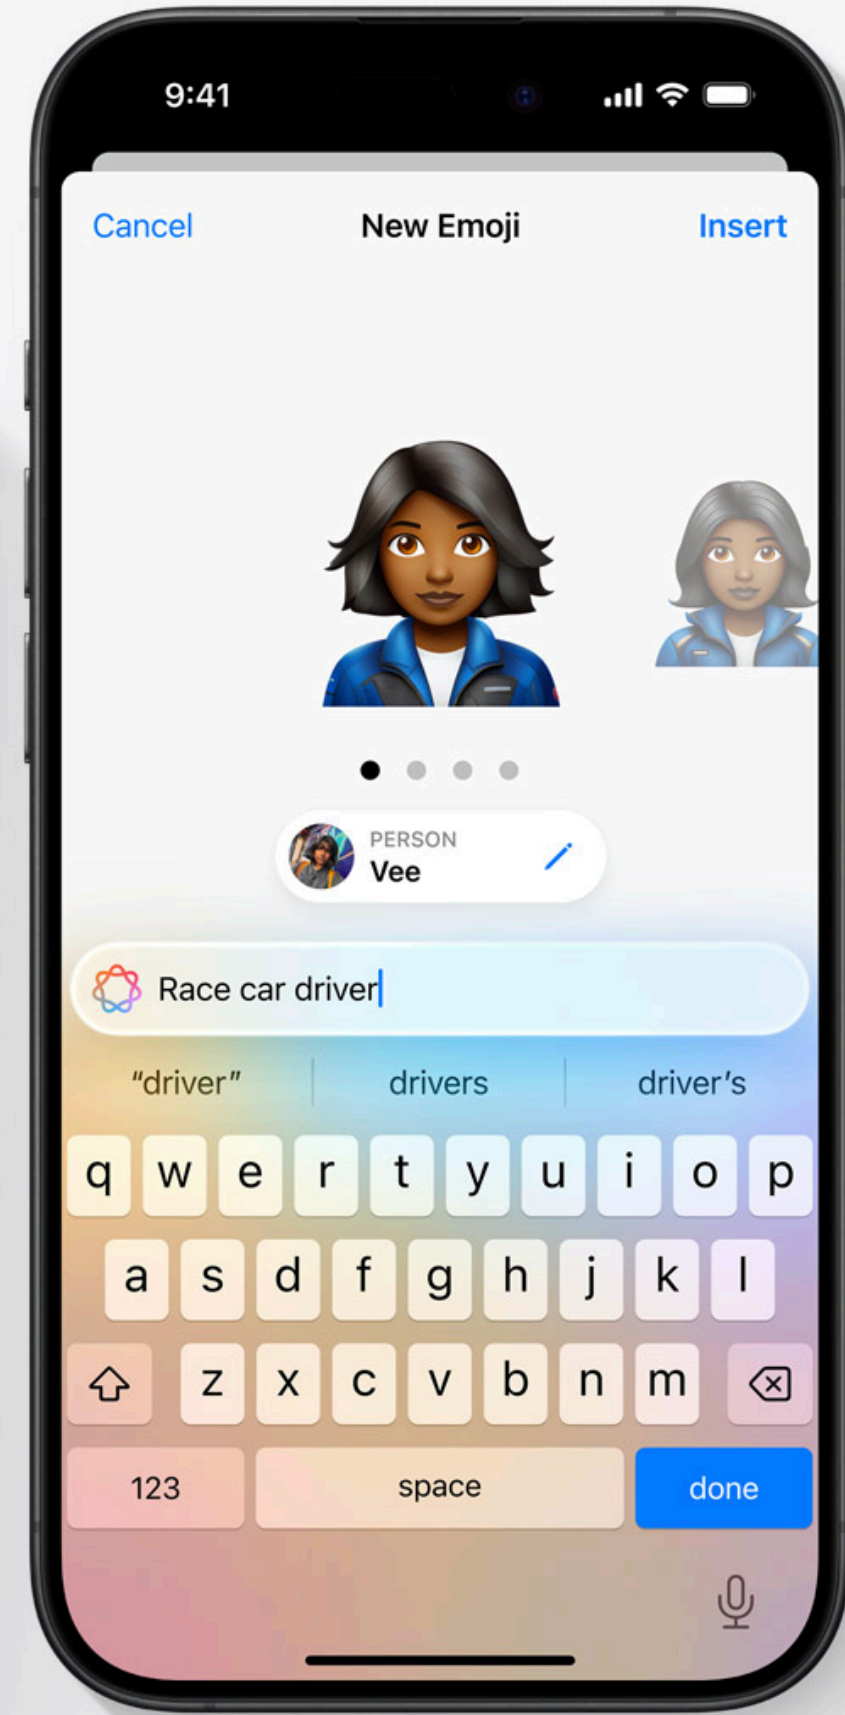 9:41
Cancel New Emoji Insert
PERSON
Vee
Race car driver
“driver” drivers driver’s
q w e r t y u i o p
a s d f g h j k l
z x c v b n m
123 space done